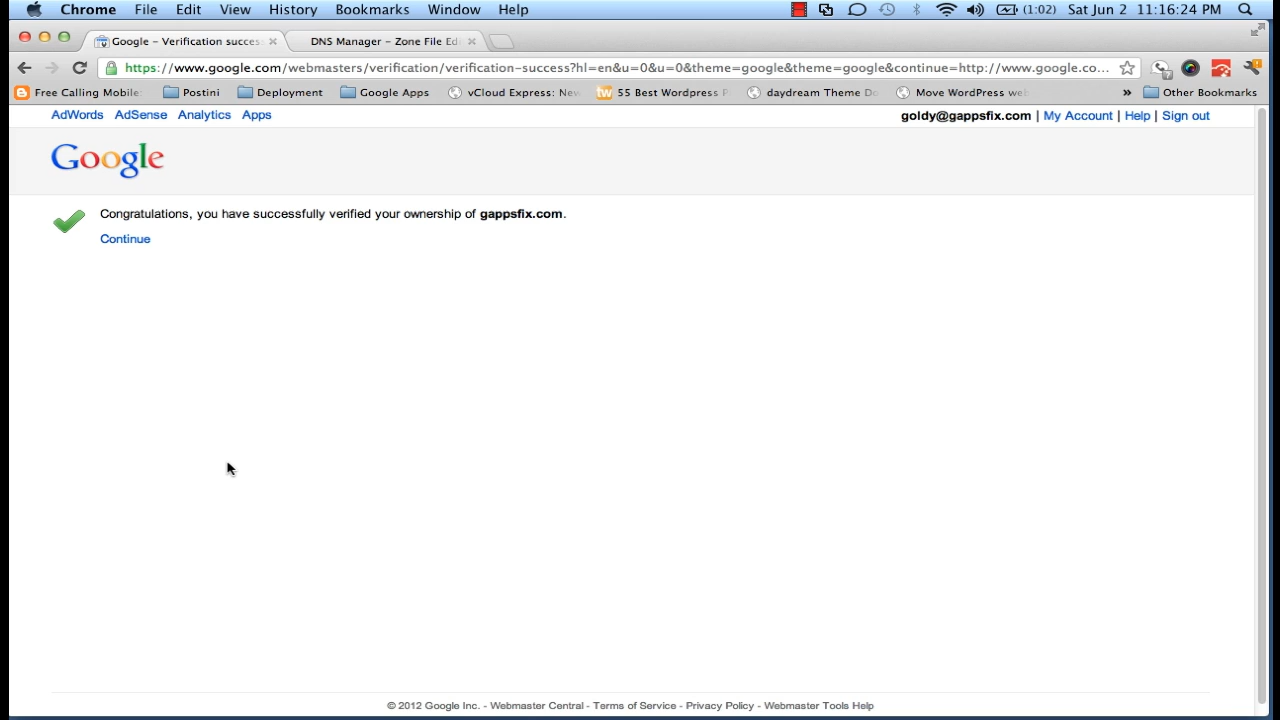 Chrome File Edit View History Bookmarks Window Help (1:02) Sat Jun 2 11:16:24 PM
Google – Verification succes DNS Manager – Zone File Edi
https://www.google.com/webmasters/verification/verification-success?hl=en&u=0&u=0&theme=google&theme=google&continue=http://www.google.co...
Free Calling Mobile: Postini Deployment Google Apps vCloud Express: New 55 Best Wordpress P daydream Theme Do Move WordPress web » Other Bookmarks
AdWords AdSense Analytics Apps goldy@gappsfix.com | My Account | Help | Sign out
Google
Congratulations, you have successfully verified your ownership of gappsfix.com.
Continue
© 2012 Google Inc. - Webmaster Central - Terms of Service - Privacy Policy - Webmaster Tools Help